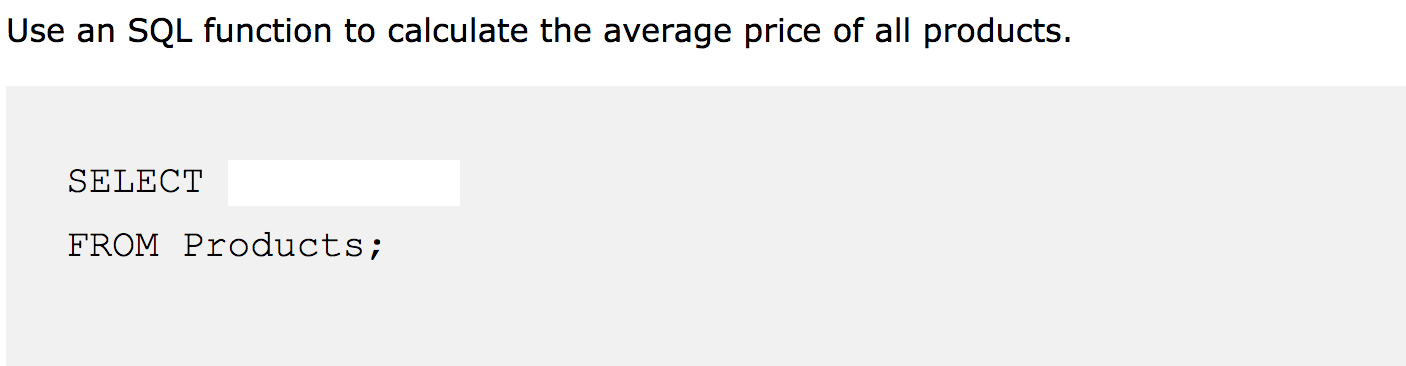 Use an SQL function to calculate the average price of all products.
SELECT
FROM Products;